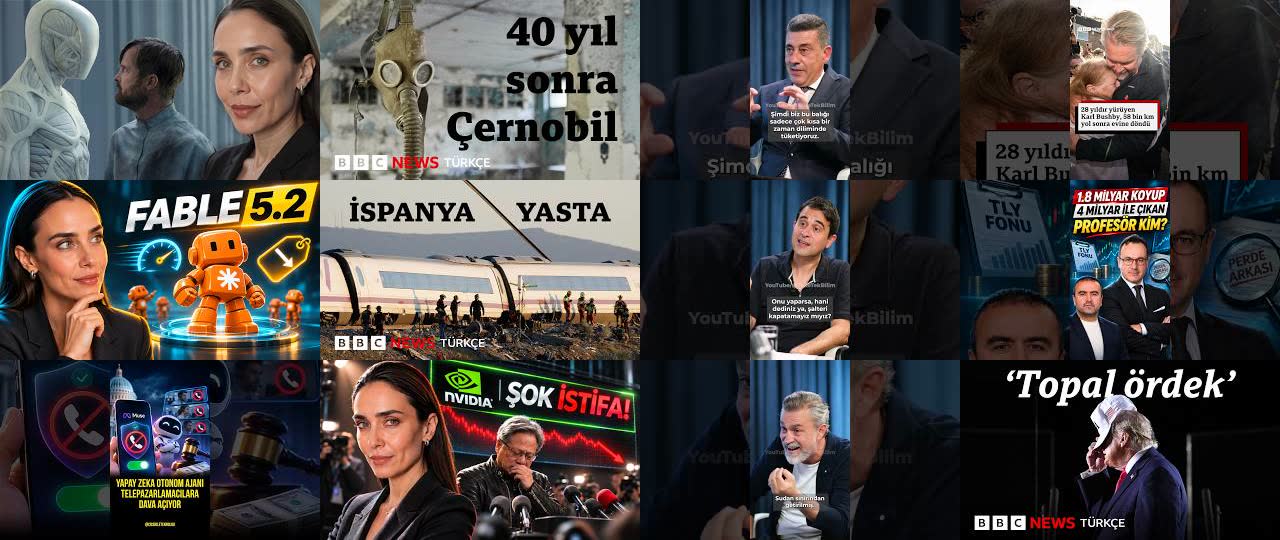 40 yıl
sonra
Çernobil
BBC NEWS TÜRKÇE
Şimdi biz bu balığı
sadece çok kısa bir
zaman diliminde
tüketiyoruz.
28 yıldır yürüyen
Karl Bushby, 58 bin km
yol sonra evine döndü
FABLE 5.2
İSPANYA YASTA
BBC NEWS TÜRKÇE
Onu yaparsa, hani
dediniz ya, şalteri
kapatamayız mıyız?
1.8 MİLYAR KOYUP
4 MİLYAR İLE ÇIKAN
PROFESÖR KİM?
TLY
FONU
PERDE
ARKASI
Muse
YAPAY ZEKA OTONOM AJANI
TELEPAZARLAMACILARA
DAVA AÇIYOR
NVIDIA
ŞOK İSTİFA!
Sudan sınırından
getirilmiş.
‘Topal ördek’
BBC NEWS TÜRKÇE